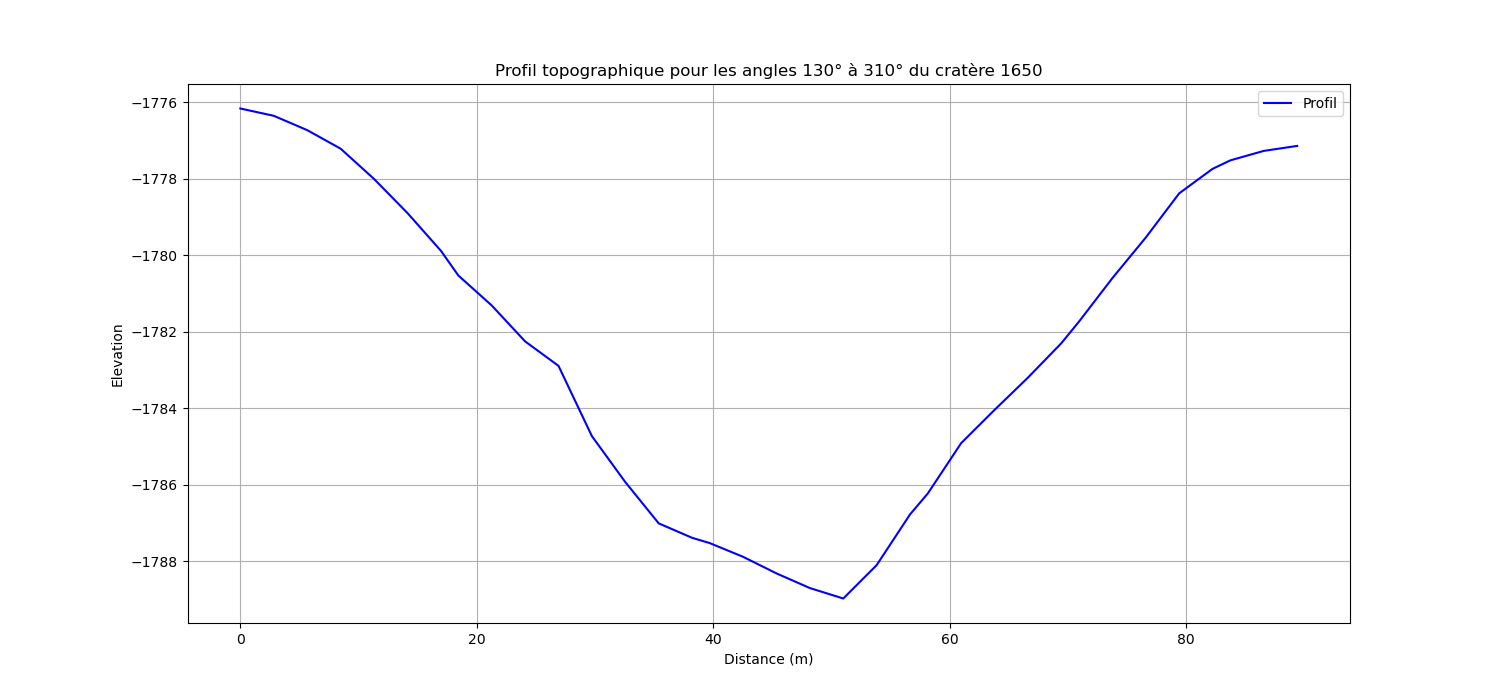 Profil topographique pour les angles 130° à 310° du cratère 1650
Profil
−1776
−1778
−1780
−1782
−1784
−1786
−1788
Elevation
0 20 40 60 80
Distance (m)